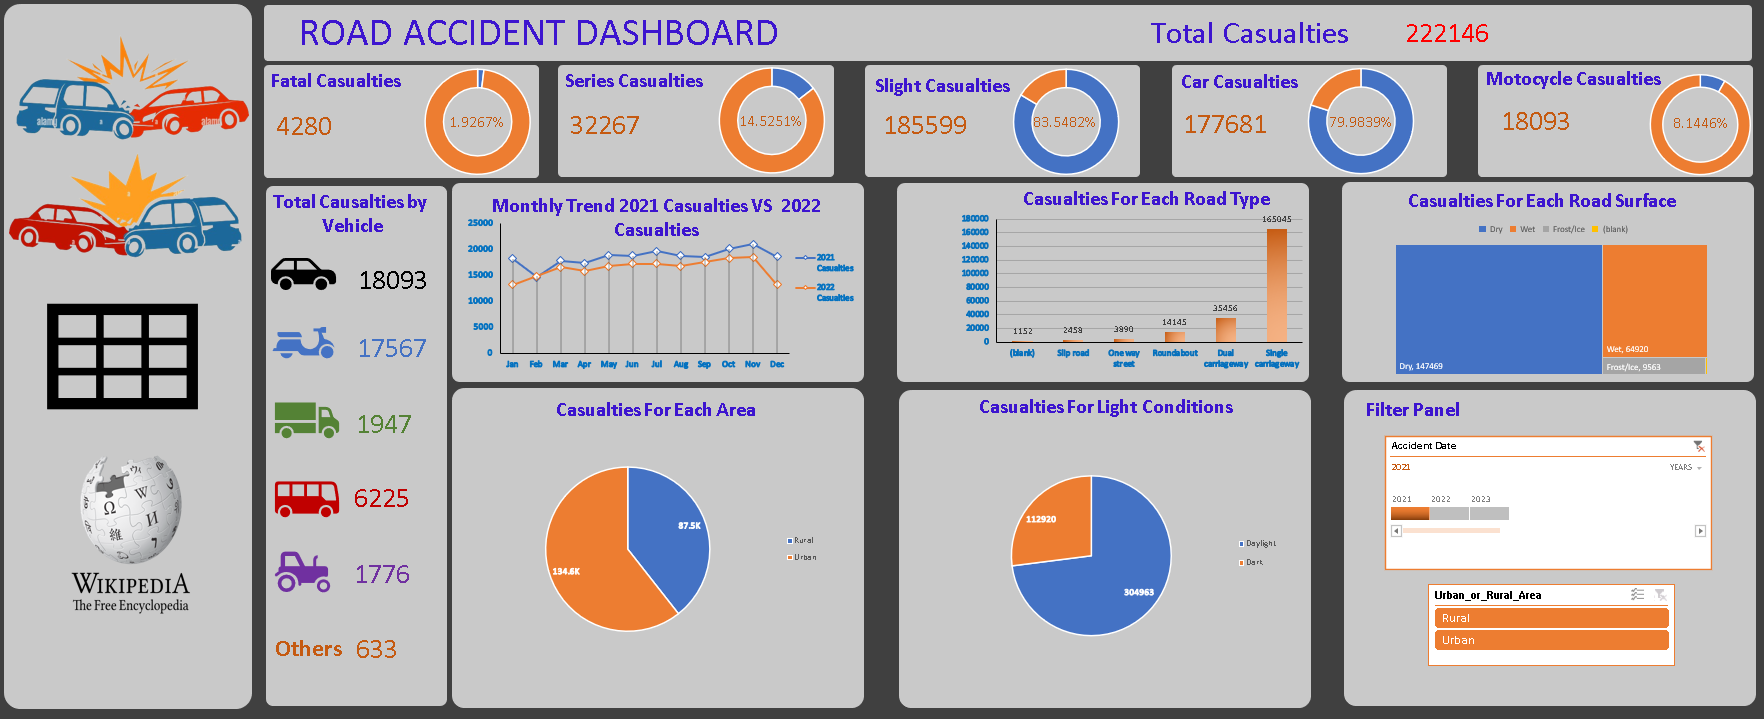 ROAD ACCIDENT DASHBOARD
Total Casualties 222146
Fatal Casualties
4280
1.9267%
Series Casualties
32267
14.5251%
Slight Casualties
185599
83.5482%
Car Casualties
177681
79.9839%
Motocycle Casualties
18093
8.1446%
alamy
a
a
alamy
WIKIPEDIA
The Free Encyclopedia
Total Causalties by
Vehicle
18093
17567
1947
6225
1776
Others 633
Monthly Trend 2021 Casualties VS 2022
Casualties
25000
20000
15000
10000
5000
0
Jan Feb Mar Apr May Jun Jul Aug Sep Oct Nov Dec
2021
Casualties
2022
Casualties
Casualties For Each Road Type
180000
160000
140000
120000
100000
80000
60000
40000
20000
0
1152
2458
3890
14145
35456
165045
(blank)
Slip road
One way
street
Roundabout
Dual
carriageway
Single
carriageway
Casualties For Each Road Surface
Dry Wet Frost/Ice (blank)
Dry, 147469
Wet, 64920
Frost/Ice, 9563
Casualties For Each Area
87.5K
134.6K
Rural
Urban
Casualties For Light Conditions
112920
304963
Daylight
Dark
Filter Panel
Accident Date
2021
YEARS
2021 2022 2023
Urban_or_Rural_Area
Rural
Urban